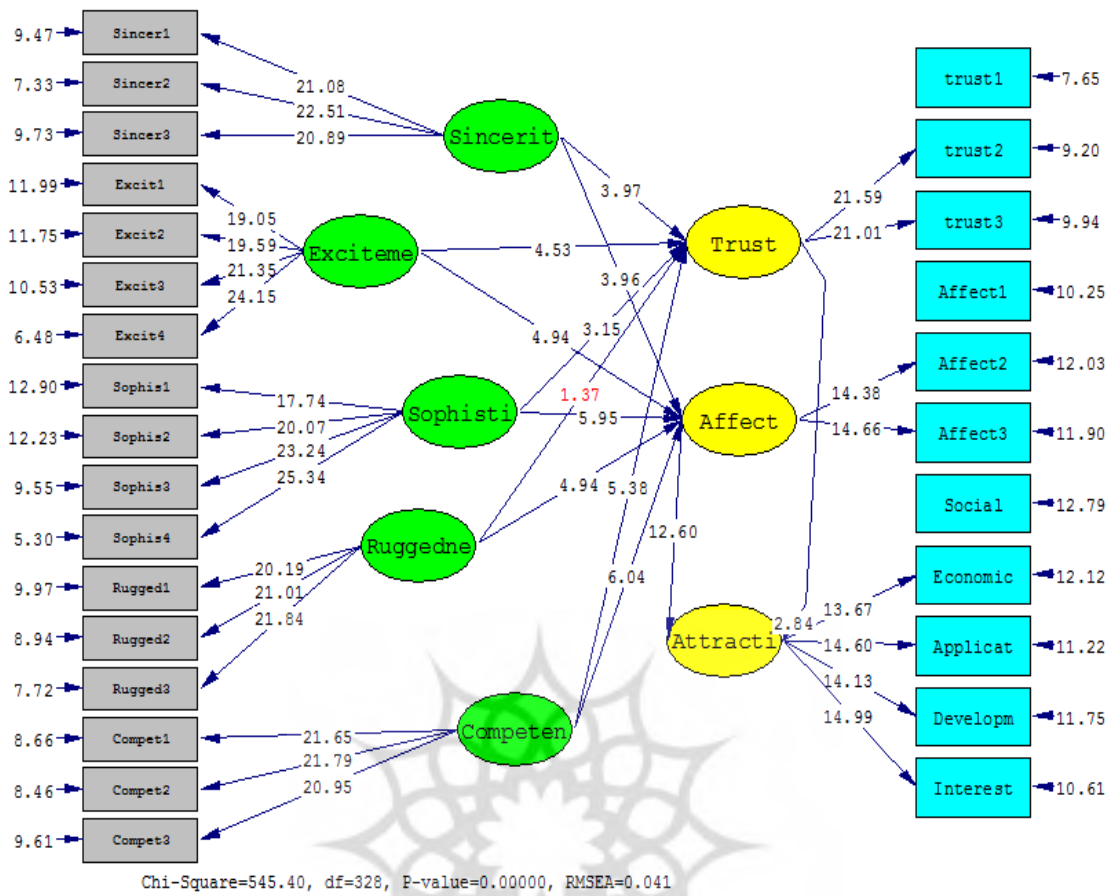 9.47 Sincer1
7.33 Sincer2
9.73 Sincer3
11.99 Excit1
11.75 Excit2
10.53 Excit3
6.48 Excit4
12.90 Sophis1
12.23 Sophis2
9.55 Sophis3
5.30 Sophis4
9.97 Rugged1
8.94 Rugged2
7.72 Rugged3
8.66 Compet1
8.46 Compet2
9.61 Compet3
21.08
22.51
20.89
19.05
19.59
21.35
24.15
17.74
20.07
23.24
25.34
20.19
21.01
21.84
21.65
21.79
20.95
Sincerit
Exciteme
Sophisti
Ruggedne
Competen
3.97
4.53
3.96
3.15
4.94
1.37
5.95
4.94
5.38
12.60
6.04
2.84
Trust
Affect
Attracti
21.59
21.01
14.38
14.66
13.67
14.60
14.13
14.99
trust1 7.65
trust2 9.20
trust3 9.94
Affect1 10.25
Affect2 12.03
Affect3 11.90
Social 12.79
Economic 12.12
Applicat 11.22
Developm 11.75
Interest 10.61
Chi-Square=545.40, df=328, P-value=0.00000, RMSEA=0.041